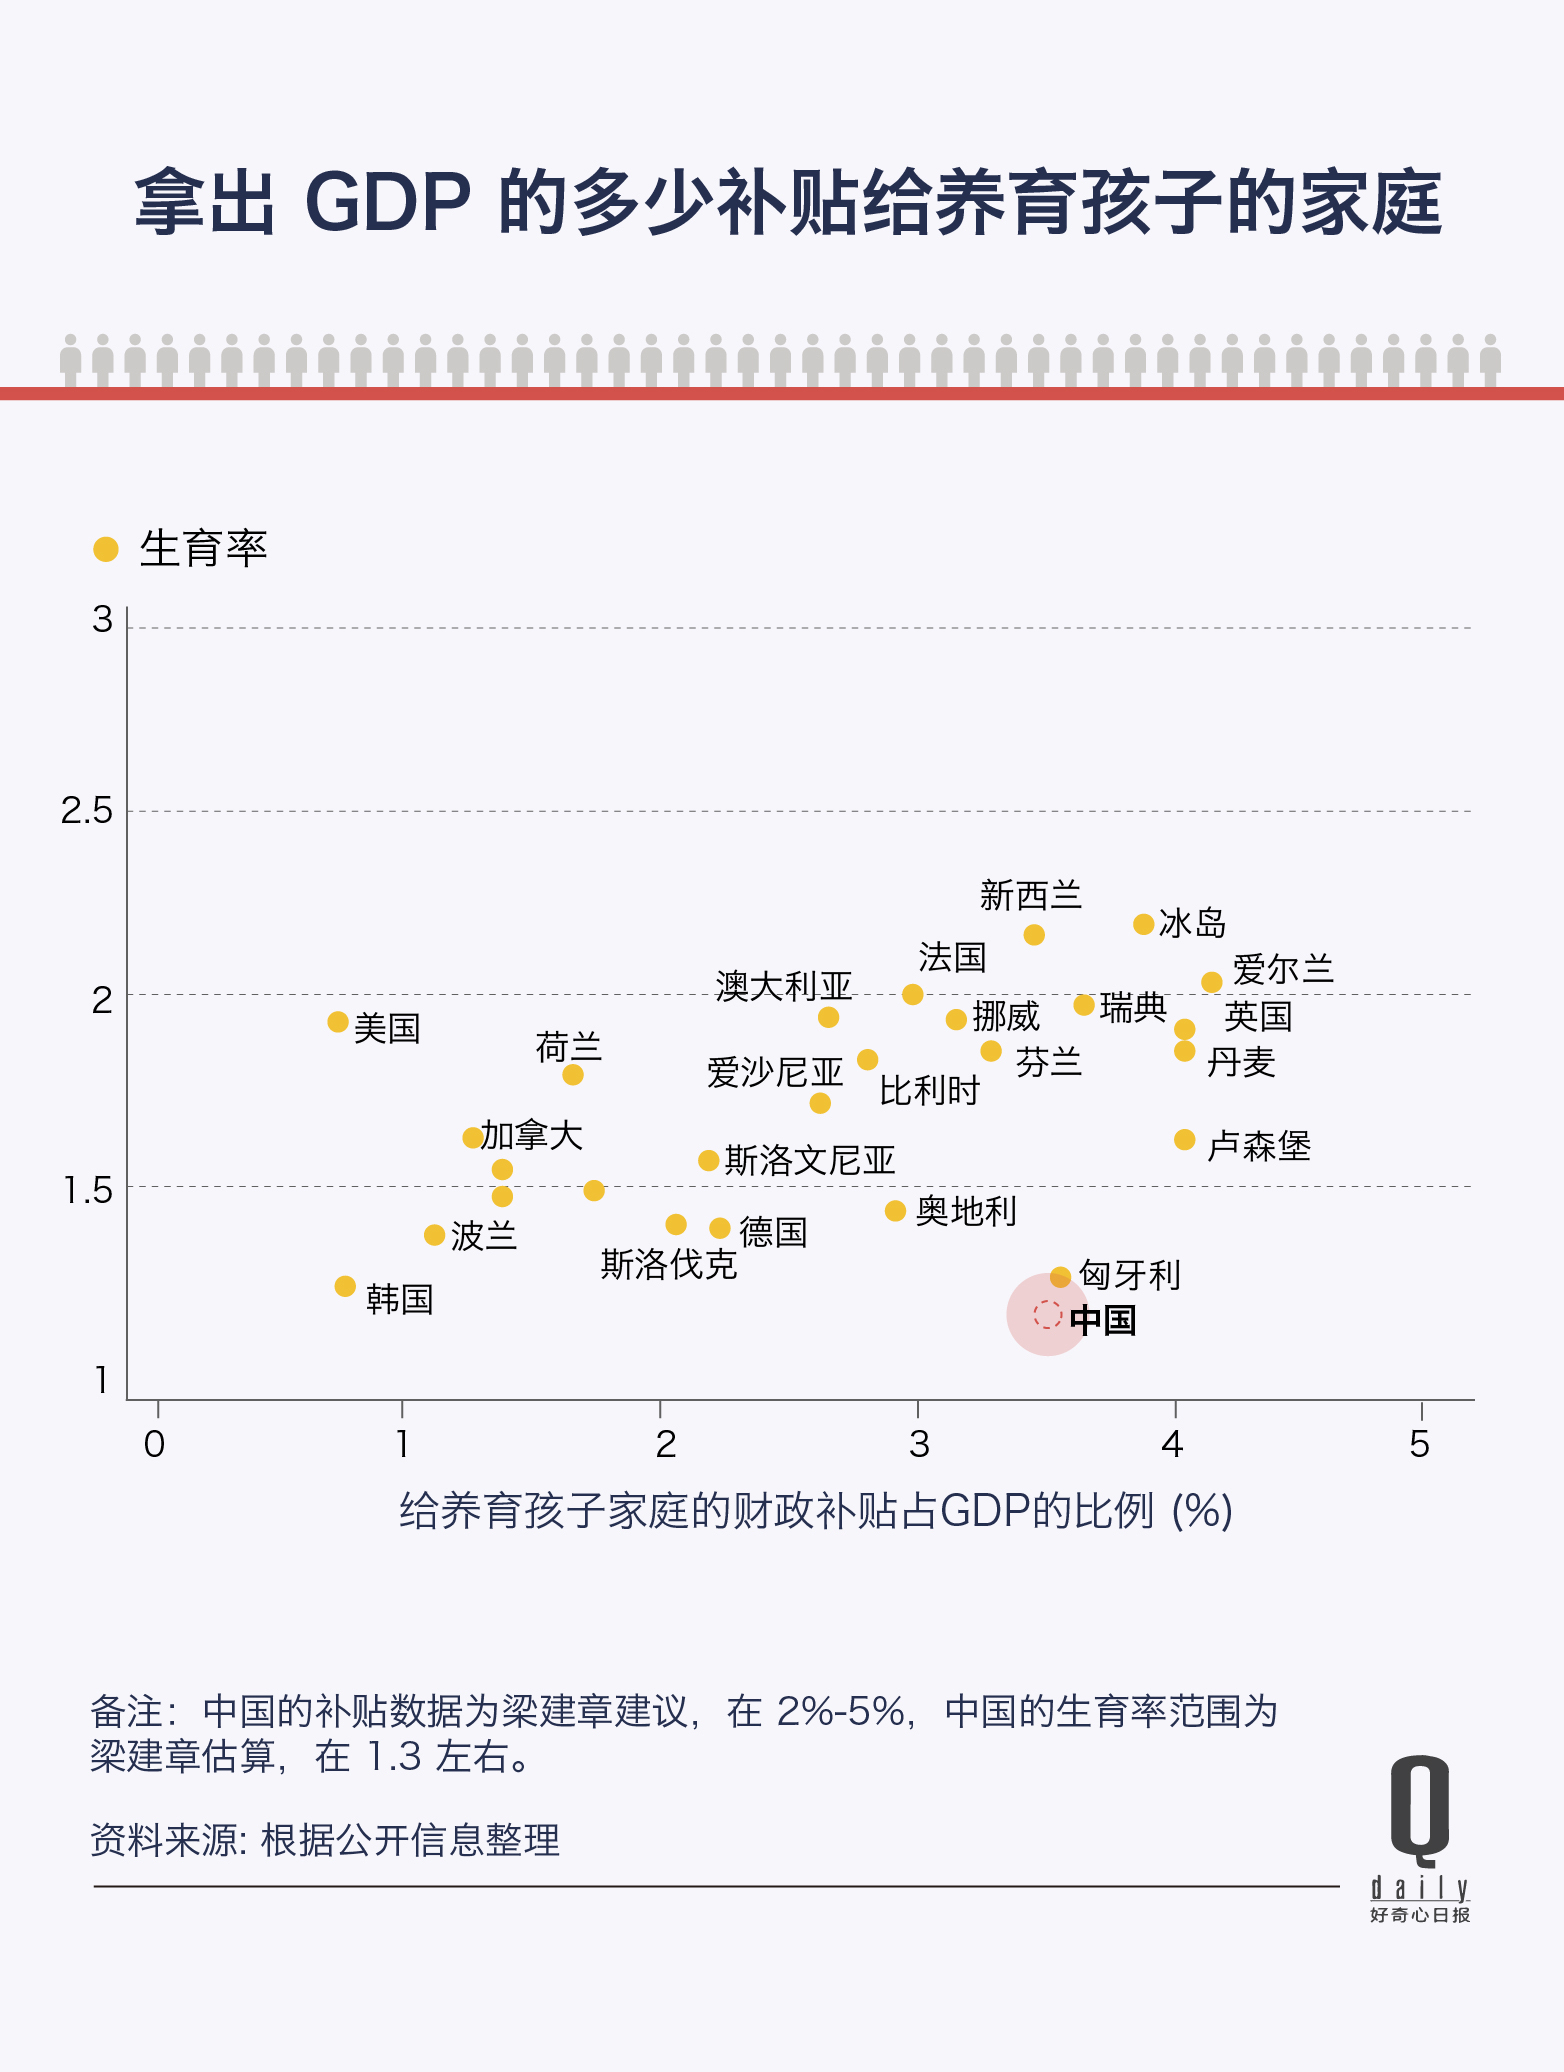 拿出 GDP 的多少补贴给养育孩子的家庭
生育率
3
2.5
新西兰
冰岛
法国
爱尔兰
澳大利亚
2
瑞典
美国
挪威
英国
荷兰
芬兰
丹麦
爱沙尼亚
比利时
加拿大
卢森堡
斯洛文尼亚
1.5
奥地利
波兰
德国
斯洛伐克
匈牙利
韩国
中国
1
0 1 2 3 4 5
给养育孩子家庭的财政补贴占GDP的比例 (%)
备注：中国的补贴数据为梁建章建议，在 2%-5%，中国的生育率范围为
梁建章估算，在 1.3 左右。
资料来源: 根据公开信息整理
Q
daily
好奇心日报